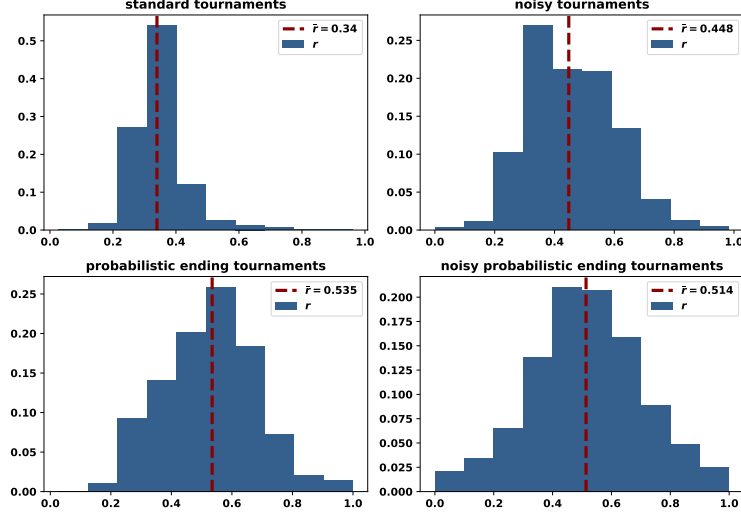 standard tournaments
r̄ = 0.34
r
0.5
0.4
0.3
0.2
0.1
0.0
0.0 0.2 0.4 0.6 0.8 1.0
noisy tournaments
r̄ = 0.448
r
0.25
0.20
0.15
0.10
0.05
0.00
0.0 0.2 0.4 0.6 0.8 1.0
probabilistic ending tournaments
r̄ = 0.535
r
0.25
0.20
0.15
0.10
0.05
0.00
0.0 0.2 0.4 0.6 0.8 1.0
noisy probabilistic ending tournaments
r̄ = 0.514
r
0.200
0.175
0.150
0.125
0.100
0.075
0.050
0.025
0.000
0.0 0.2 0.4 0.6 0.8 1.0